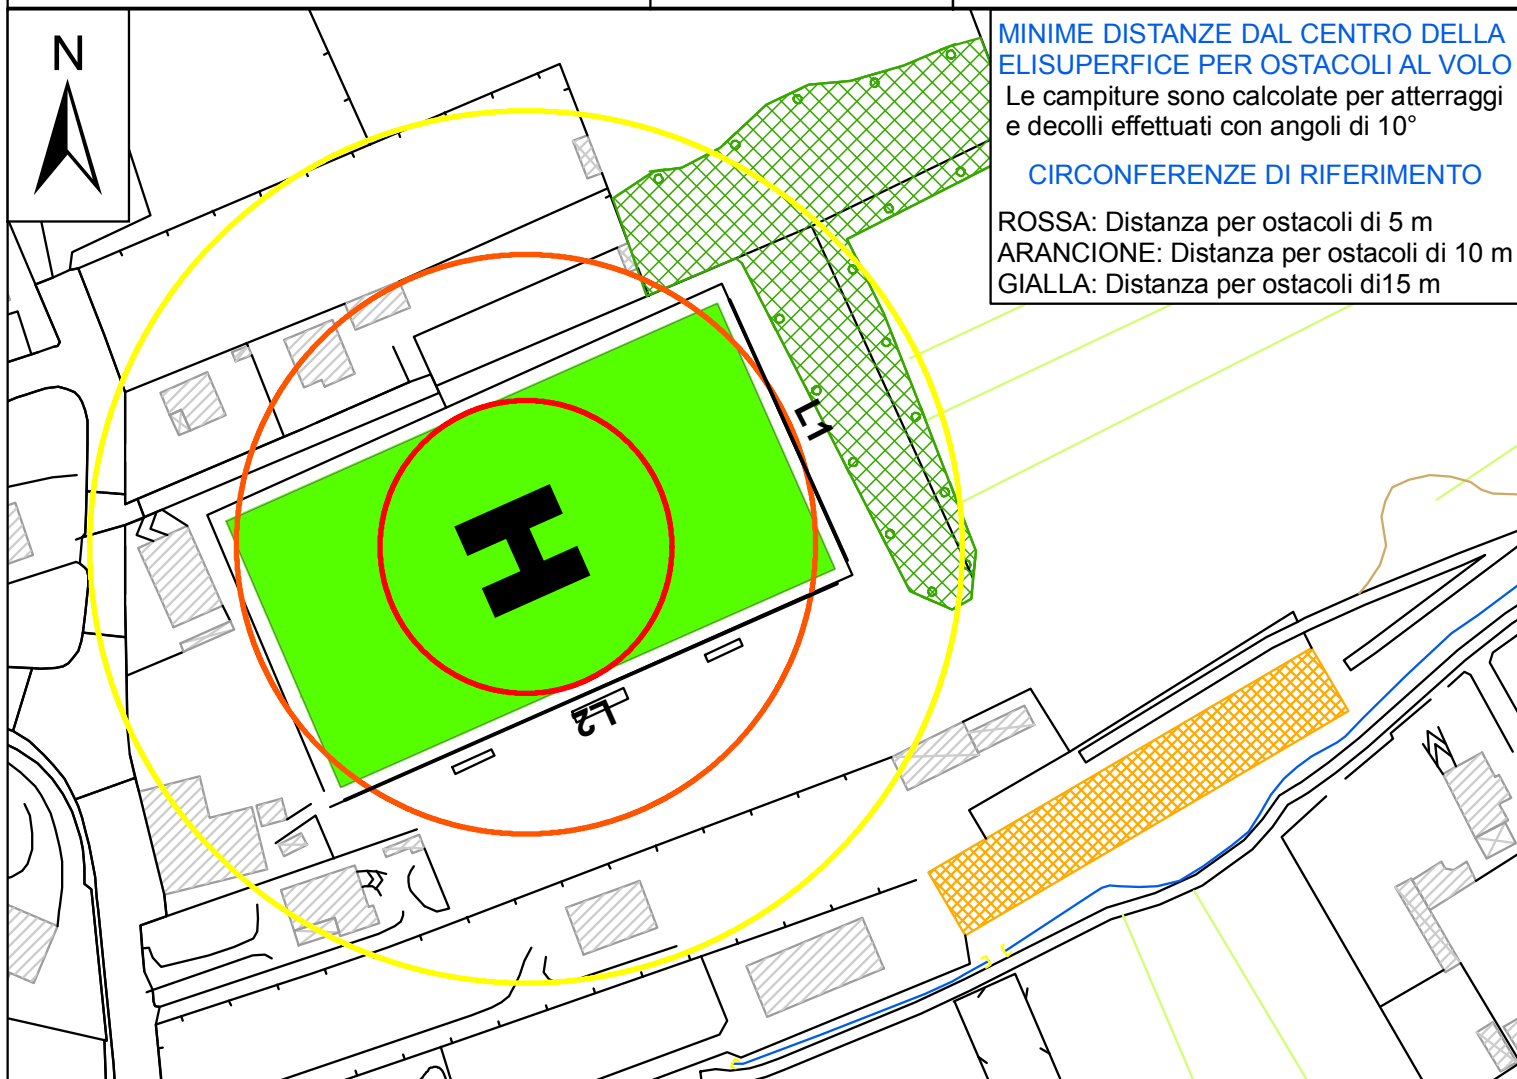 N
MINIME DISTANZE DAL CENTRO DELLA
ELISUPERFICE PER OSTACOLI AL VOLO
Le campiture sono calcolate per atterraggi
e decolli effettuati con angoli di 10°
CIRCONFERENZE DI RIFERIMENTO
ROSSA: Distanza per ostacoli di 5 m
ARANCIONE: Distanza per ostacoli di 10 m
GIALLA: Distanza per ostacoli di15 m
L1
H
L2